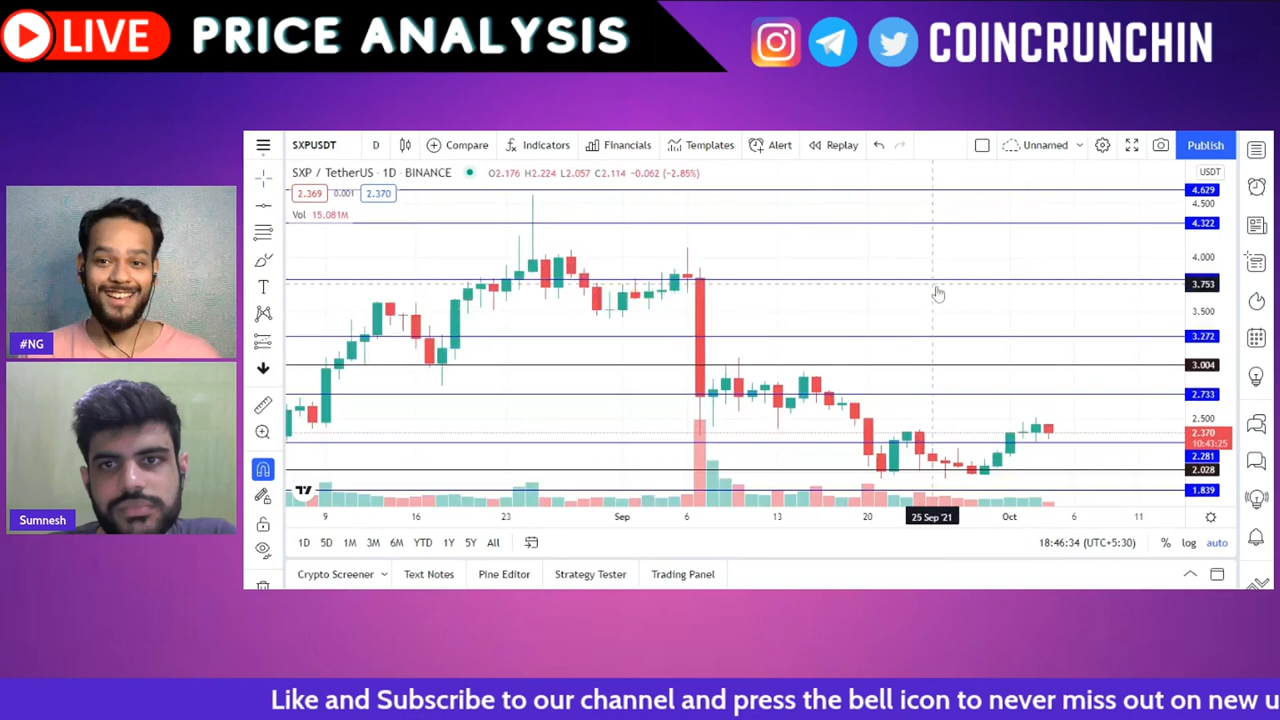 LIVE PRICE ANALYSIS COINCRUNCHIN
SXPUSDT D Compare Indicators Financials Templates Alert Replay Unnamed Publish
SXP / TetherUS · 1D · BINANCE O2.176 H2.224 L2.057 C2.114 -0.062 (-2.85%) USDT
2.369 0.001 2.370
Vol 15.081M
4.629
4.500
4.322
4.000
3.753
3.500
3.272
3.004
2.733
2.500
2.370
10:43:25
2.281
2.028
1.839
#NG
Sumnesh
9 16 23 Sep 6 13 20 25 Sep '21 Oct 6 11
1D 5D 1M 3M 6M YTD 1Y 5Y All 18:46:34 (UTC+5:30) % log auto
Crypto Screener Text Notes Pine Editor Strategy Tester Trading Panel
Like and Subscribe to our channel and press the bell icon to never miss out on new u